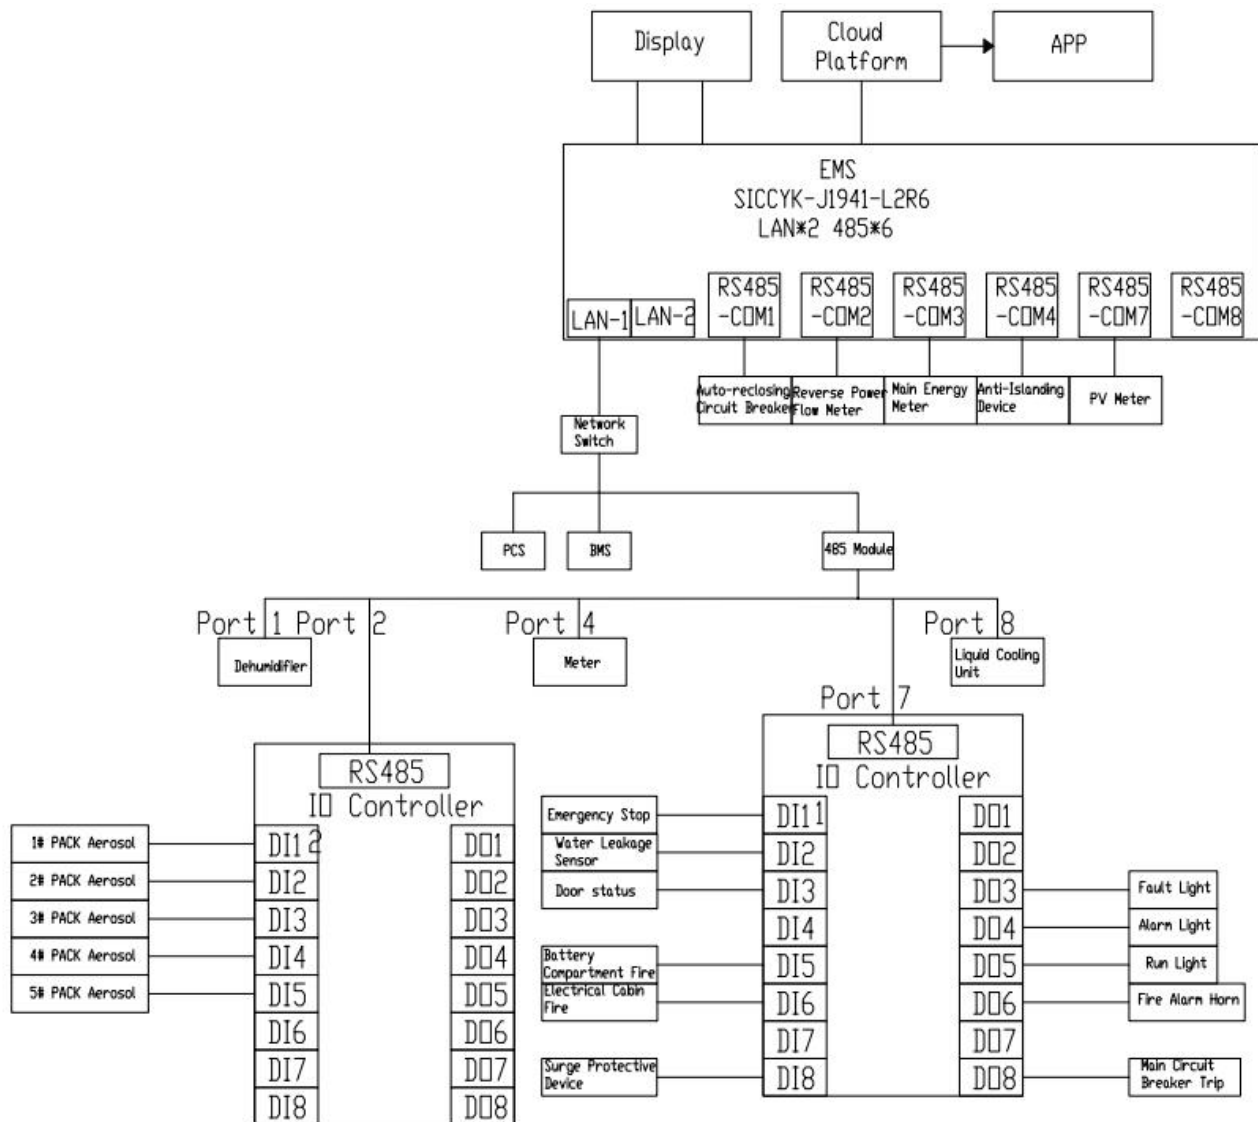 Display
Cloud
Platform
APP
EMS
SICCYK-J1941-L2R6
LAN*2 485*6
LAN-1
LAN-2
RS485
-COM1
RS485
-COM2
RS485
-COM3
RS485
-COM4
RS485
-COM7
RS485
-COM8
Auto-reclosing
Circuit Breaker
Reverse Power
Flow Meter
Main Energy
Meter
Anti-Islanding
Device
PV Meter
Network
Switch
PCS
BMS
485 Module
Port 1
Port 2
Port 4
Port 8
Dehumidifier
Meter
Liquid Cooling
Unit
Port 7
RS485
IO Controller
2
1# PACK Aerosol
2# PACK Aerosol
3# PACK Aerosol
4# PACK Aerosol
5# PACK Aerosol
DI1
DI2
DI3
DI4
DI5
DI6
DI7
DI8
DO1
DO2
DO3
DO4
DO5
DO6
DO7
DO8
RS485
IO Controller
1
Emergency Stop
Water Leakage
Sensor
Door status
Battery
Compartment Fire
Electrical Cabin
Fire
Surge Protective
Device
DI1
DI2
DI3
DI4
DI5
DI6
DI7
DI8
DO1
DO2
DO3
DO4
DO5
DO6
DO7
DO8
Fault Light
Alarm Light
Run Light
Fire Alarm Horn
Main Circuit
Breaker Trip